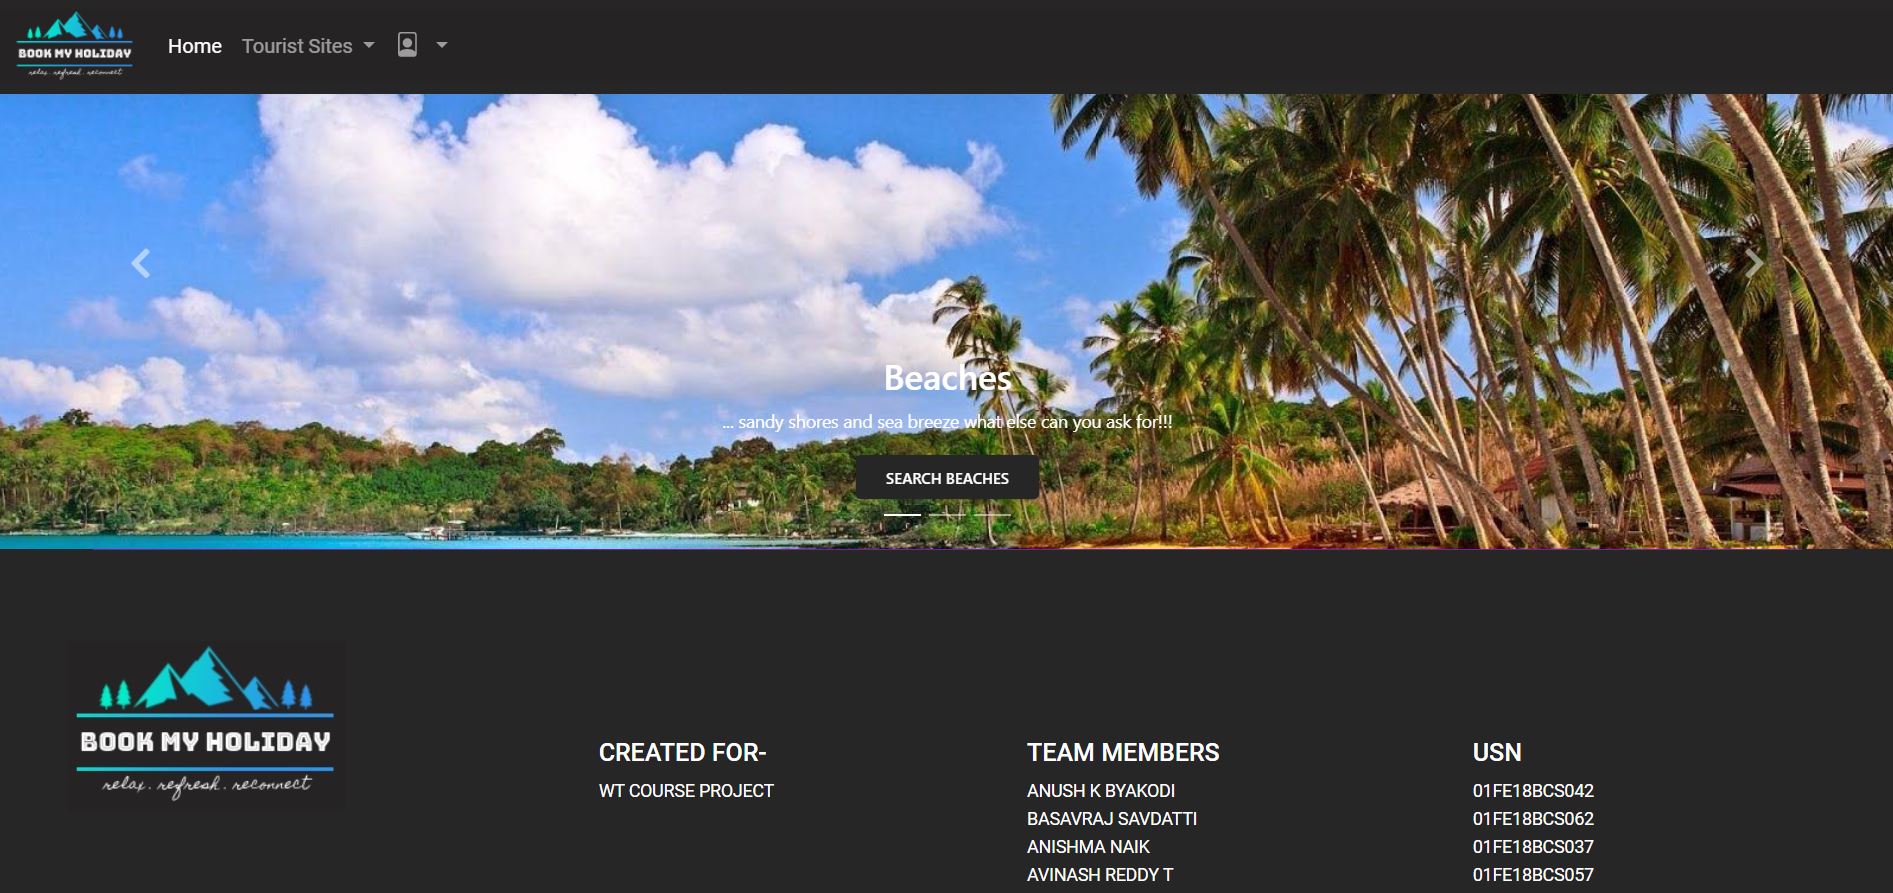 BOOK MY HOLIDAY
relax. refresh. reconnect
Home
Tourist Sites
Beaches
... sandy shores and sea breeze what else can you ask for!!!
SEARCH BEACHES
BOOK MY HOLIDAY
relax. refresh. reconnect
CREATED FOR-
WT COURSE PROJECT
TEAM MEMBERS
ANUSH K BYAKODI
BASAVRAJ SAVDATTI
ANISHMA NAIK
AVINASH REDDY T
USN
01FE18BCS042
01FE18BCS062
01FE18BCS037
01FE18BCS057